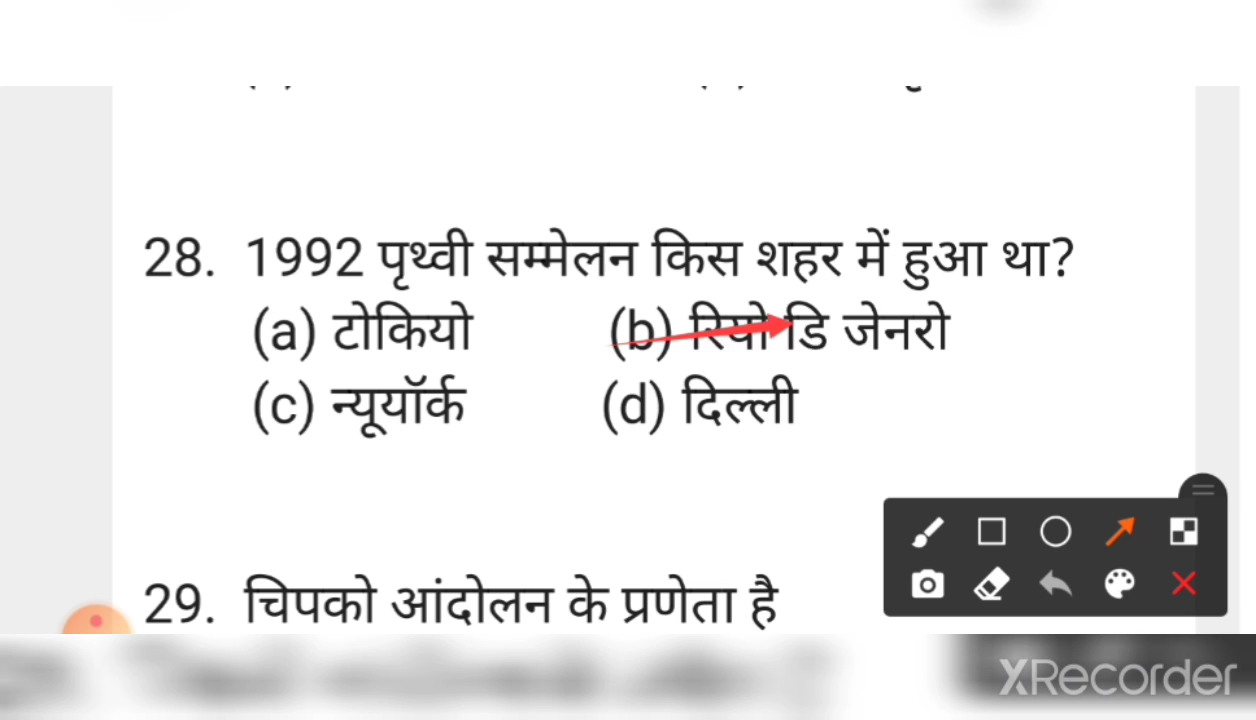 28. 1992 पृथ्वी सम्मेलन किस शहर में हुआ था?
(a) टोकियो (b) रियो डि जेनरो
(c) न्यूयॉर्क (d) दिल्ली
29. चिपको आंदोलन के प्रणेता है
XRecorder